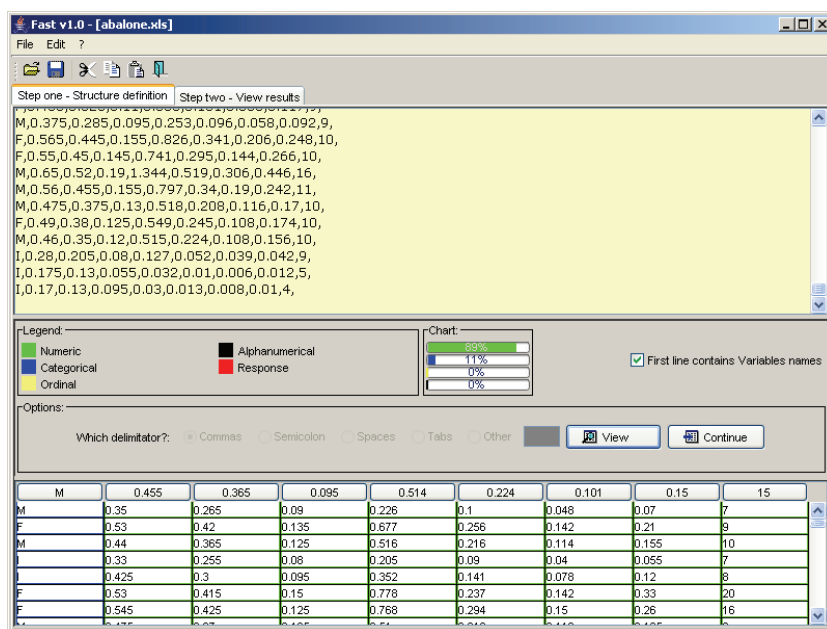 Fast v1.0 - [abalone.xls]
File Edit ?
Step one - Structure definition Step two - View results
M,0.375,0.285,0.095,0.253,0.096,0.058,0.092,9,
F,0.565,0.445,0.155,0.826,0.341,0.206,0.248,10,
F,0.55,0.45,0.145,0.741,0.295,0.144,0.266,10,
M,0.65,0.52,0.19,1.344,0.519,0.306,0.446,16,
M,0.56,0.455,0.155,0.797,0.34,0.19,0.242,11,
M,0.475,0.375,0.13,0.518,0.208,0.116,0.17,10,
F,0.49,0.38,0.125,0.549,0.245,0.108,0.174,10,
M,0.46,0.35,0.12,0.515,0.224,0.108,0.156,10,
I,0.28,0.205,0.08,0.127,0.052,0.039,0.042,9,
I,0.175,0.13,0.055,0.032,0.01,0.006,0.012,5,
I,0.17,0.13,0.095,0.03,0.013,0.008,0.01,4,
Legend: Chart:
Numeric Alphanumerical 89%
Categorical Response 11% First line contains Variables names
Ordinal 0%
0%
Options:
Which delimitator?: Commas Semicolon Spaces Tabs Other View Continue
M 0.455 0.365 0.095 0.514 0.224 0.101 0.15 15
M 0.35 0.265 0.09 0.226 0.1 0.048 0.07 7
F 0.53 0.42 0.135 0.677 0.256 0.142 0.21 9
M 0.44 0.365 0.125 0.516 0.216 0.114 0.155 10
I 0.33 0.255 0.08 0.205 0.09 0.04 0.055 7
I 0.425 0.3 0.095 0.352 0.141 0.078 0.12 8
F 0.53 0.415 0.15 0.778 0.237 0.142 0.33 20
F 0.545 0.425 0.125 0.768 0.294 0.15 0.26 16